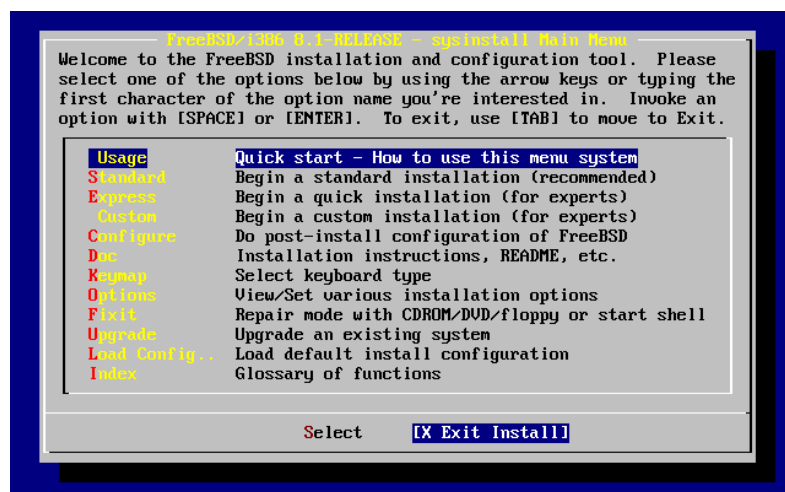 FreeBSD/i386 8.1-RELEASE - sysinstall Main Menu
Welcome to the FreeBSD installation and configuration tool.  Please
select one of the options below by using the arrow keys or typing the
first character of the option name you're interested in.  Invoke an
option with [SPACE] or [ENTER].  To exit, use [TAB] to move to Exit.
Usage Quick start - How to use this menu system
Standard Begin a standard installation (recommended)
Express Begin a quick installation (for experts)
Custom Begin a custom installation (for experts)
Configure Do post-install configuration of FreeBSD
Doc Installation instructions, README, etc.
Keymap Select keyboard type
Options View/Set various installation options
Fixit Repair mode with CDROM/DVD/floppy or start shell
Upgrade Upgrade an existing system
Load Config.. Load default install configuration
Index Glossary of functions
Select [X Exit Install]